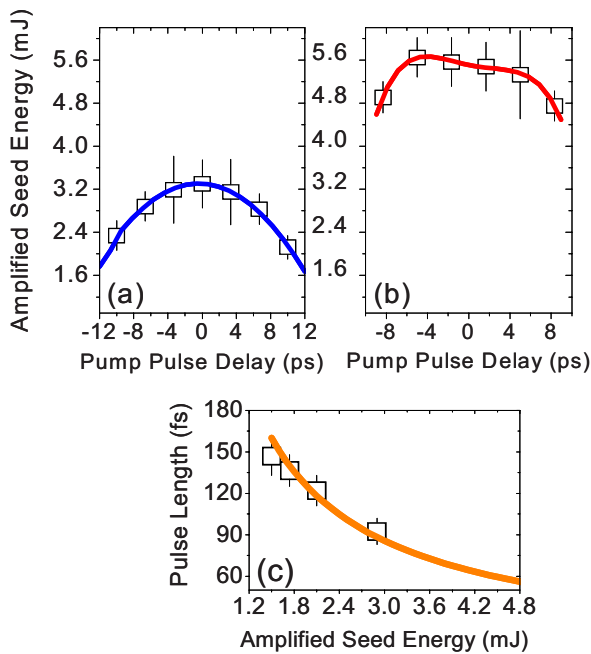 Amplified Seed Energy (mJ)
5.6
4.8
4.0
3.2
2.4
1.6
(a)
-12 -8 -4 0 4 8 12
Pump Pulse Delay (ps)
5.6
4.8
4.0
3.2
2.4
1.6
(b)
-8 -4 0 4 8
Pump Pulse Delay (ps)
Pulse Length (fs)
180
150
120
90
60
(c)
1.2 1.8 2.4 3.0 3.6 4.2 4.8
Amplified Seed Energy (mJ)